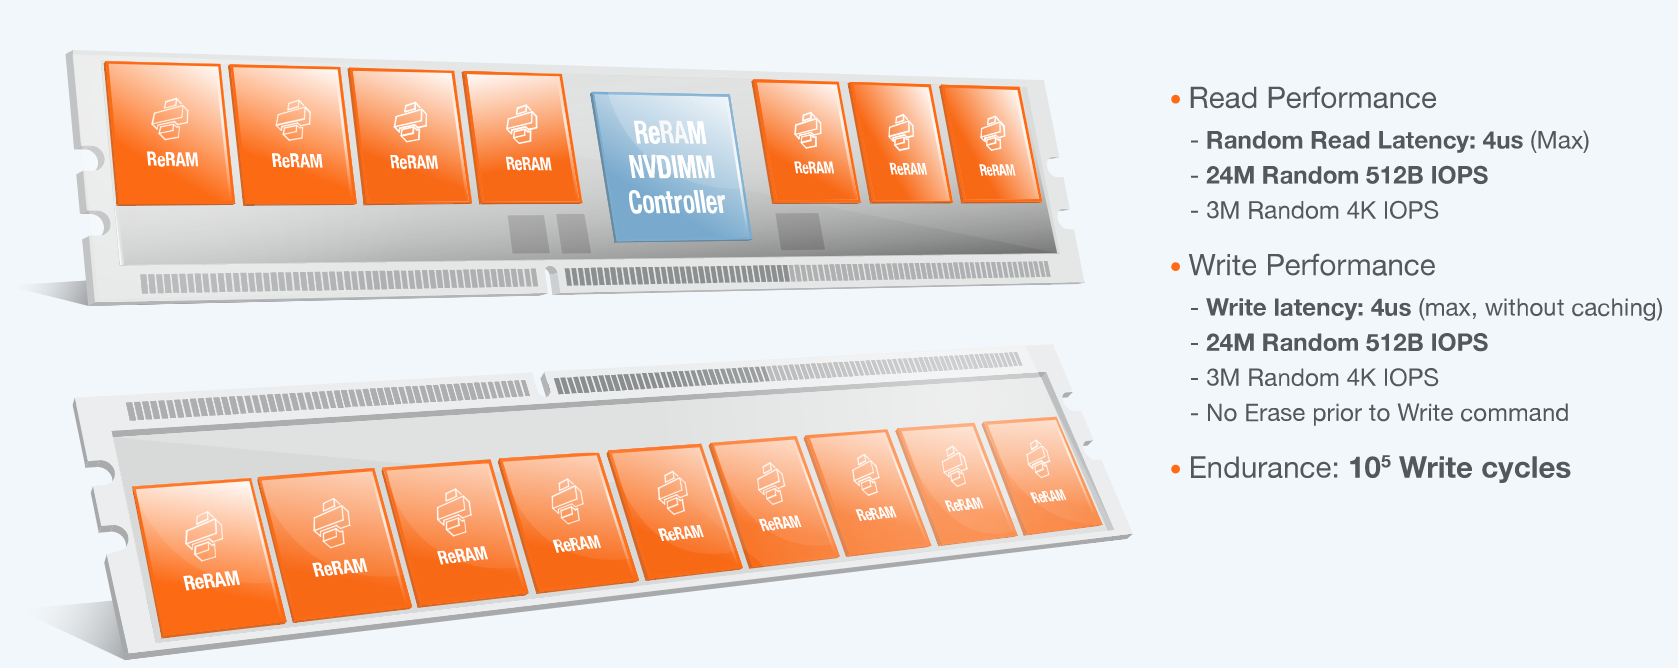 ReRAM
ReRAM
ReRAM
ReRAM
ReRAM
NVDIMM
Controller
ReRAM
ReRAM
ReRAM
ReRAM
ReRAM
ReRAM
ReRAM
ReRAM
ReRAM
ReRAM
ReRAM
ReRAM
• Read Performance
- Random Read Latency: 4us (Max)
- 24M Random 512B IOPS
- 3M Random 4K IOPS
• Write Performance
- Write latency: 4us (max, without caching)
- 24M Random 512B IOPS
- 3M Random 4K IOPS
- No Erase prior to Write command
• Endurance: 10⁵ Write cycles